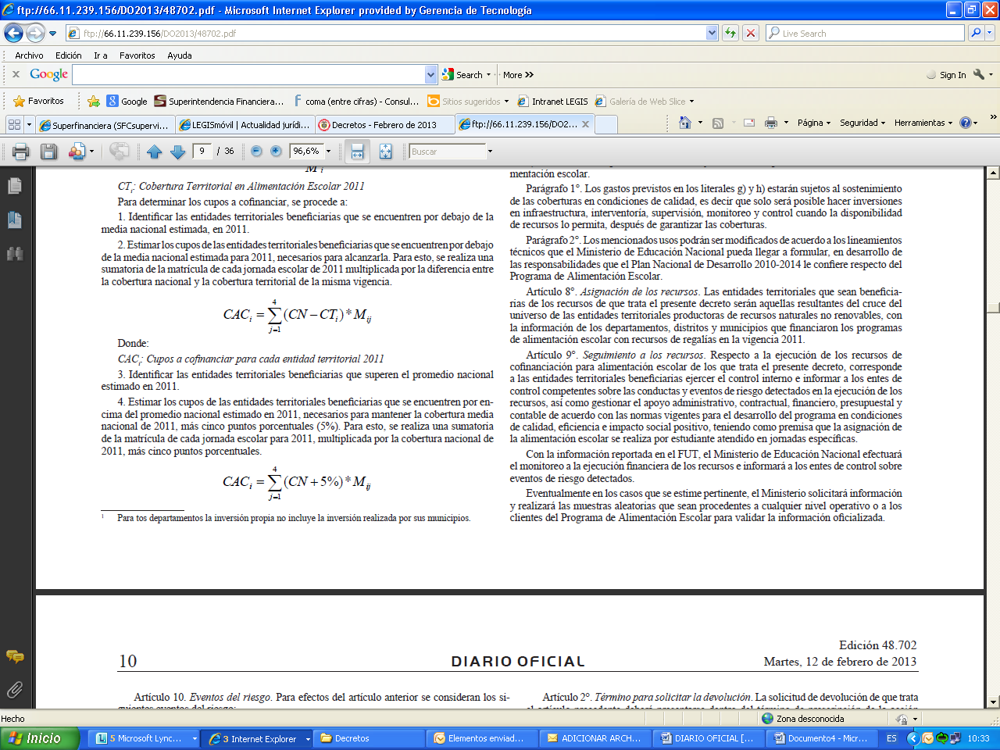 ftp://66.11.239.156/DO2013/48702.pdf - Microsoft Internet Explorer provided by Gerencia de Tecnología
ftp://66.11.239.156/DO2013/48702.pdf
Live Search
Archivo Edición Ir a Favoritos Ayuda
Google Search More » Sign In
Favoritos Google Superintendencia Financiera... coma (entre cifras) - Consul... Sitios sugeridos Intranet LEGIS Galería de Web Slice
Superfinanciera (SFCsupervi... LEGISmóvil | Actualidad jurídi... Decretos - Febrero de 2013 ftp://66.11.239.156/DO2... Página Seguridad Herramientas
9 / 36 96,6% Buscar
M i
CTi: Cobertura Territorial en Alimentación Escolar 2011
Para determinar los cupos a cofinanciar, se procede a:
1. Identificar las entidades territoriales beneficiarias que se encuentren por debajo de la
media nacional estimada, en 2011.
2. Estimar los cupos de las entidades territoriales beneficiarias que se encuentren por debajo
de la media nacional estimada para 2011, necesarios para alcanzarla. Para esto, se realiza una
sumatoria de la matrícula de cada jornada escolar de 2011 multiplicada por la diferencia entre
la cobertura nacional y la cobertura territorial de la misma vigencia.
4
CAC i = ∑ (CN − CTi) * M ij
j=1
Donde:
CACi: Cupos a cofinanciar para cada entidad territorial 2011
3. Identificar las entidades territoriales beneficiarias que superen el promedio nacional
estimado en 2011.
4. Estimar los cupos de las entidades territoriales beneficiarias que se encuentren por en-
cima del promedio nacional estimado en 2011, necesarios para mantener la cobertura media
nacional de 2011, más cinco puntos porcentuales (5%). Para esto, se realiza una sumatoria
de la matrícula de cada jornada escolar para 2011, multiplicada por la cobertura nacional de
2011, más cinco puntos porcentuales.
4
CAC i = ∑ (CN + 5%) * M ij
j=1
1 Para tos departamentos la inversión propia no incluye la inversión realizada por sus municipios.
mentación escolar.
Parágrafo 1°. Los gastos previstos en los literales g) y h) estarán sujetos al sostenimiento
de las coberturas en condiciones de calidad, es decir que solo será posible hacer inversiones
en infraestructura, interventoría, supervisión, monitoreo y control cuando la disponibilidad
de recursos lo permita, después de garantizar las coberturas.
Parágrafo 2°. Los mencionados usos podrán ser modificados de acuerdo a los lineamientos
técnicos que el Ministerio de Educación Nacional pueda llegar a formular, en desarrollo de
las responsabilidades que el Plan Nacional de Desarrollo 2010-2014 le confiere respecto del
Programa de Alimentación Escolar.
Artículo 8°. Asignación de los recursos. Las entidades territoriales que sean beneficia-
rias de los recursos de que trata el presente decreto serán aquellas resultantes del cruce del
universo de las entidades territoriales productoras de recursos naturales no renovables, con
la información de los departamentos, distritos y municipios que financiaron los programas
de alimentación escolar con recursos de regalías en la vigencia 2011.
Artículo 9°. Seguimiento a los recursos. Respecto a la ejecución de los recursos de
cofinanciación para alimentación escolar de los que trata el presente decreto, corresponde
a las entidades territoriales beneficiarias ejercer el control interno e informar a los entes de
control competentes sobre las conductas y eventos de riesgo detectados en la ejecución de los
recursos, así como gestionar el apoyo administrativo, contractual, financiero, presupuestal y
contable de acuerdo con las normas vigentes para el desarrollo del programa en condiciones
de calidad, eficiencia e impacto social positivo, teniendo como premisa que la asignación de
la alimentación escolar se realiza por estudiante atendido en jornadas específicas.
Con la información reportada en el FUT, el Ministerio de Educación Nacional efectuará
el monitoreo a la ejecución financiera de los recursos e informará a los entes de control sobre
eventos de riesgo detectados.
Eventualmente en los casos que se estime pertinente, el Ministerio solicitará información
y realizará las muestras aleatorias que sean procedentes a cualquier nivel operativo o a los
clientes del Programa de Alimentación Escolar para validar la información oficializada.
Edición 48.702
10 DIARIO OFICIAL Martes, 12 de febrero de 2013
Artículo 10. Eventos del riesgo. Para efectos del artículo anterior se consideran los si-
guientes eventos del riesgo:
Artículo 2°. Término para solicitar la devolución. La solicitud de devolución de que trata
Hecho Zona desconocida
Inicio 5 Microsoft Lync... 3 Internet Explorer Decretos Elementos enviad... ADICIONAR ARCH... DIARIO OFICIAL [... Documento4 - Micr... ES 10:33